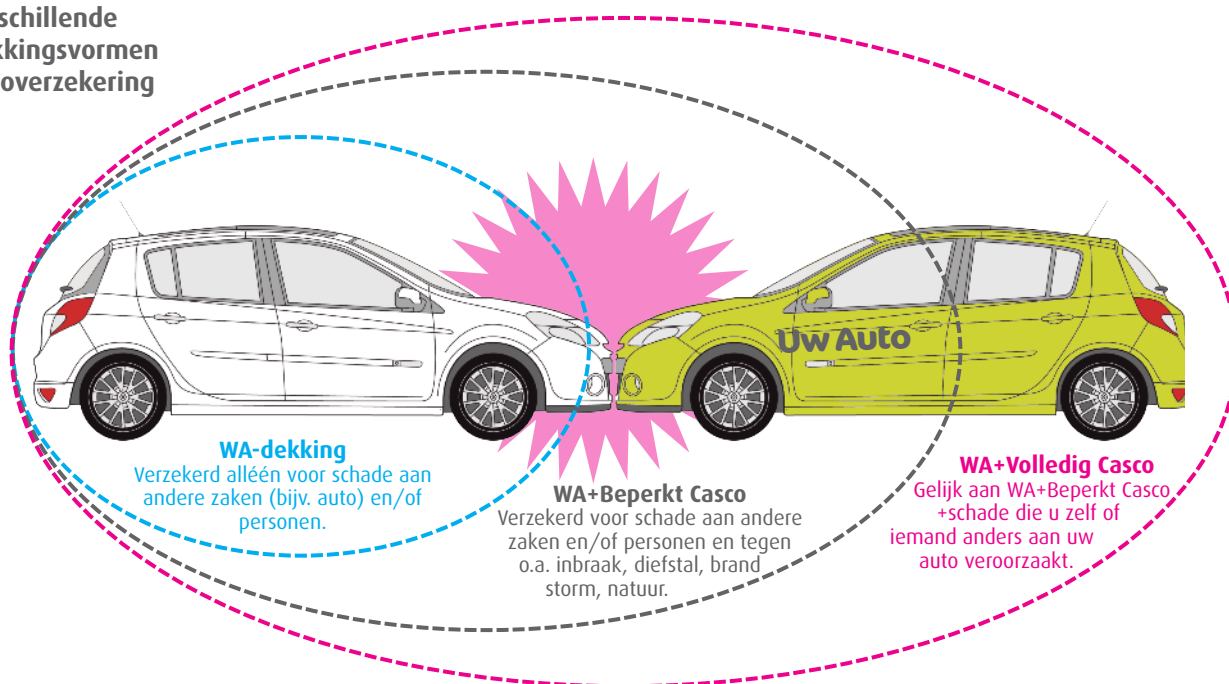 schillende
kkingsvormen
overzekering
Uw Auto
WA-dekking
Verzekerd alléén voor schade aan
andere zaken (bijv. auto) en/of
personen.
WA+Beperkt Casco
Verzekerd voor schade aan andere
zaken en/of personen en tegen
o.a. inbraak, diefstal, brand
storm, natuur.
WA+Volledig Casco
Gelijk aan WA+Beperkt Casco
+schade die u zelf of
iemand anders aan uw
auto veroorzaakt.